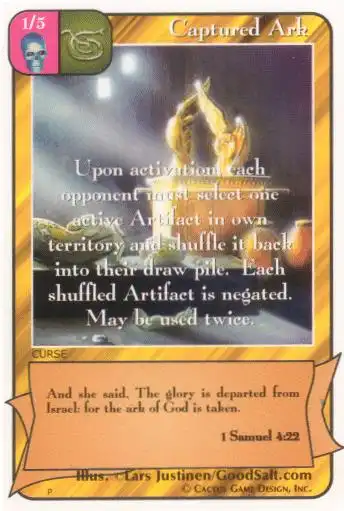 1/5
Captured Ark
Upon activation, each
opponent must select one
active Artifact in own
territory and shuffle it back
into their draw pile. Each
shuffled Artifact is negated.
May be used twice.
CURSE
And she said, The glory is departed from
Israel: for the ark of God is taken.
1 Samuel 4:22
Illus. ©Lars Justinen/GoodSalt.com
P
© Cactus Game Design, Inc.